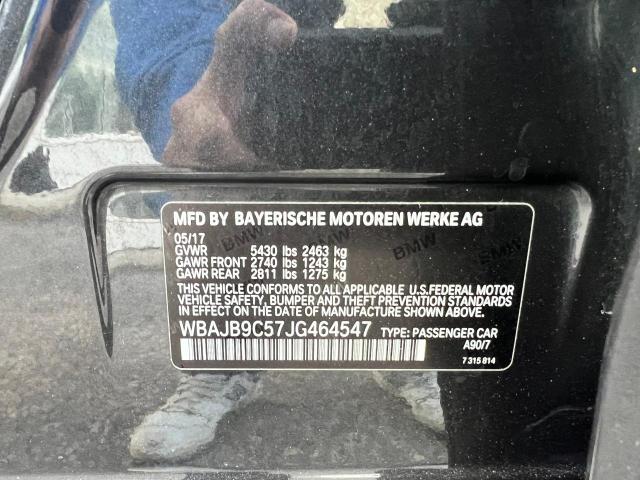 MFD BY BAYERISCHE MOTOREN WERKE AG
05/17
GVWR 5430 lbs 2463 kg
GAWR FRONT 2740 lbs 1243 kg
GAWR REAR 2811 lbs 1275 kg
THIS VEHICLE CONFORMS TO ALL APPLICABLE U.S.FEDERAL MOTOR
VEHICLE SAFETY, BUMPER AND THEFT PREVENTION STANDARDS
IN EFFECT ON THE DATE OF MANUFACTURE SHOWN ABOVE.
WBAJB9C57JG464547 TYPE: PASSENGER CAR
A90/7
7 315 814
BMW
BMW
BMW